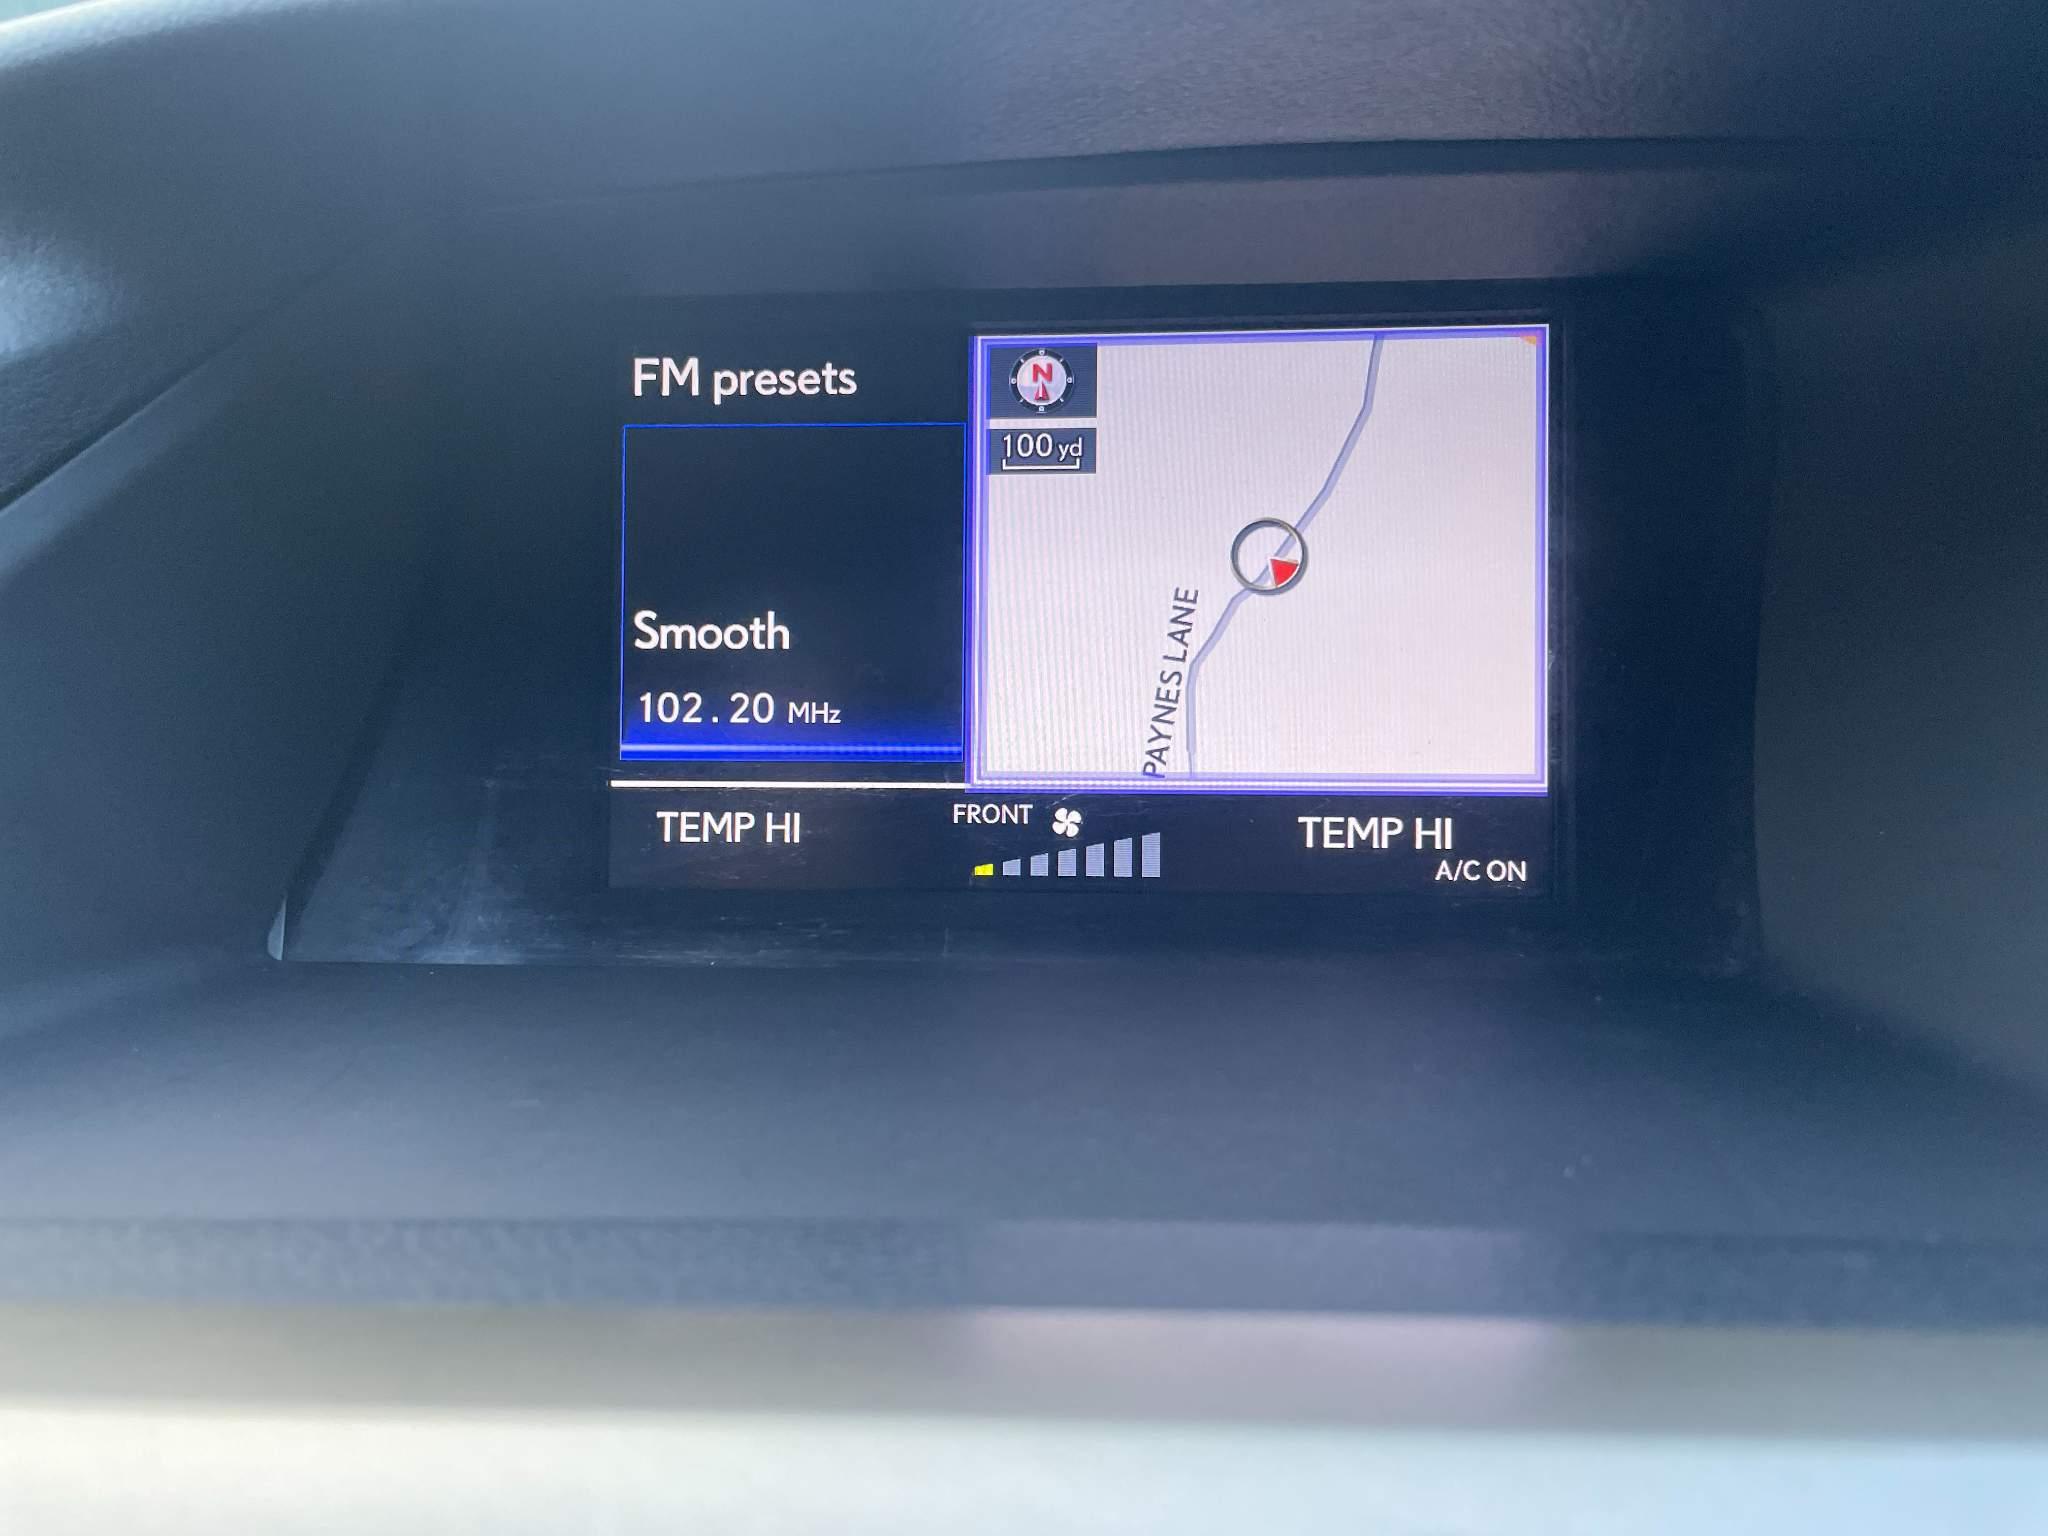 FM presets
Smooth
102.20 MHz
N
100 yd
PAYNES LANE
TEMP HI
FRONT
TEMP HI
A/C ON